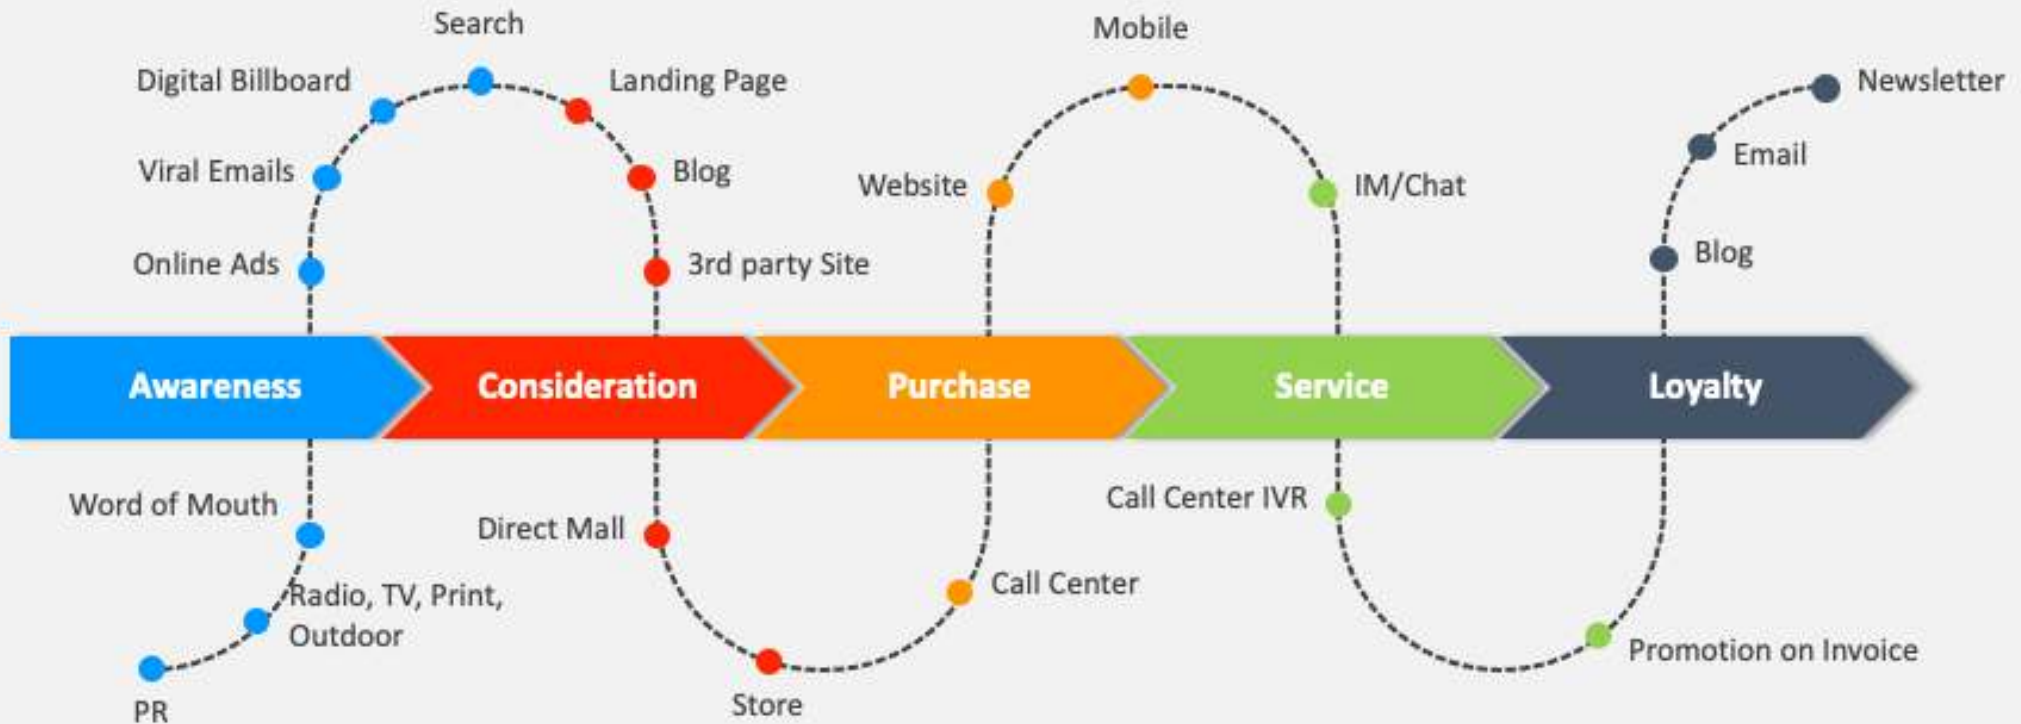 Search
Mobile
Digital Billboard
Landing Page
Newsletter
Email
Viral Emails
Blog
Website
IM/Chat
Online Ads
3rd party Site
Blog
Awareness
Consideration
Purchase
Service
Loyalty
Word of Mouth
Direct Mall
Call Center IVR
Radio, TV, Print,
Outdoor
Call Center
Promotion on Invoice
PR
Store